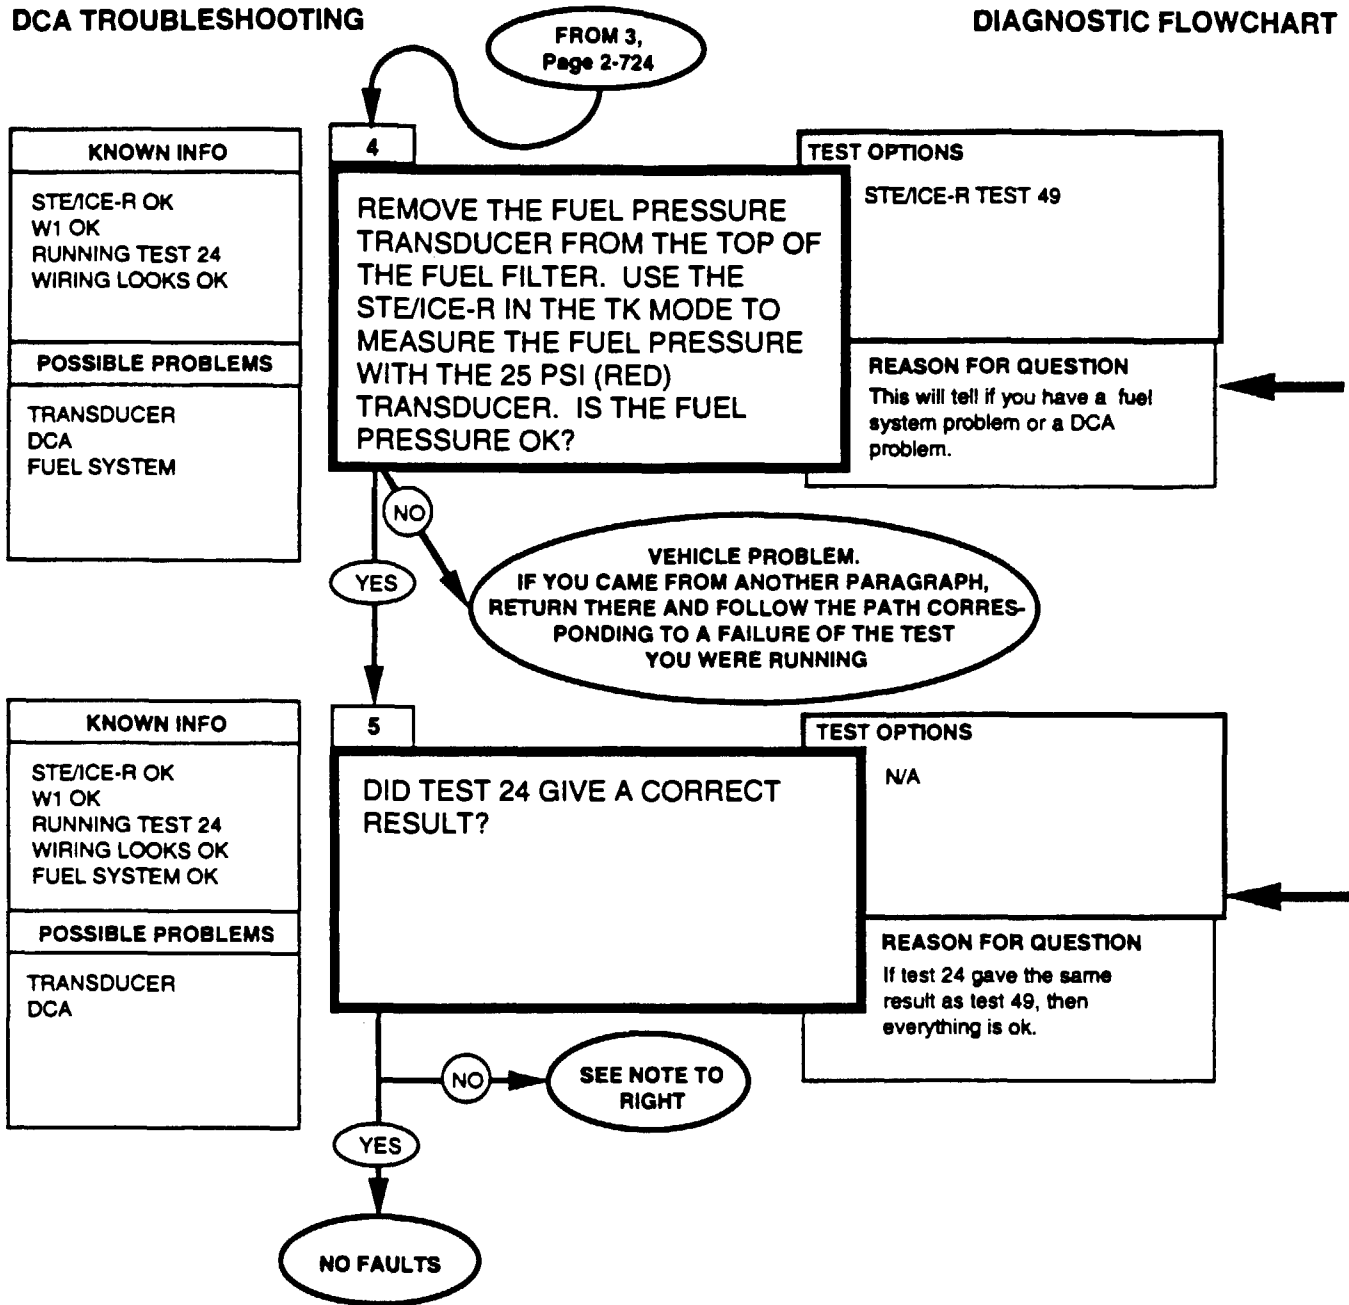 DCA TROUBLESHOOTING
DIAGNOSTIC FLOWCHART
FROM 3,
Page 2-724
KNOWN INFO
STE/ICE-R OK
W1 OK
RUNNING TEST 24
WIRING LOOKS OK
POSSIBLE PROBLEMS
TRANSDUCER
DCA
FUEL SYSTEM
4
REMOVE THE FUEL PRESSURE
TRANSDUCER FROM THE TOP OF
THE FUEL FILTER. USE THE
STE/ICE-R IN THE TK MODE TO
MEASURE THE FUEL PRESSURE
WITH THE 25 PSI (RED)
TRANSDUCER. IS THE FUEL
PRESSURE OK?
TEST OPTIONS
STE/ICE-R TEST 49
REASON FOR QUESTION
This will tell if you have a fuel
system problem or a DCA
problem.
NO
YES
VEHICLE PROBLEM.
IF YOU CAME FROM ANOTHER PARAGRAPH,
RETURN THERE AND FOLLOW THE PATH CORRES-
PONDING TO A FAILURE OF THE TEST
YOU WERE RUNNING
KNOWN INFO
STE/ICE-R OK
W1 OK
RUNNING TEST 24
WIRING LOOKS OK
FUEL SYSTEM OK
POSSIBLE PROBLEMS
TRANSDUCER
DCA
5
DID TEST 24 GIVE A CORRECT
RESULT?
TEST OPTIONS
N/A
REASON FOR QUESTION
If test 24 gave the same
result as test 49, then
everything is ok.
NO
SEE NOTE TO
RIGHT
YES
NO FAULTS